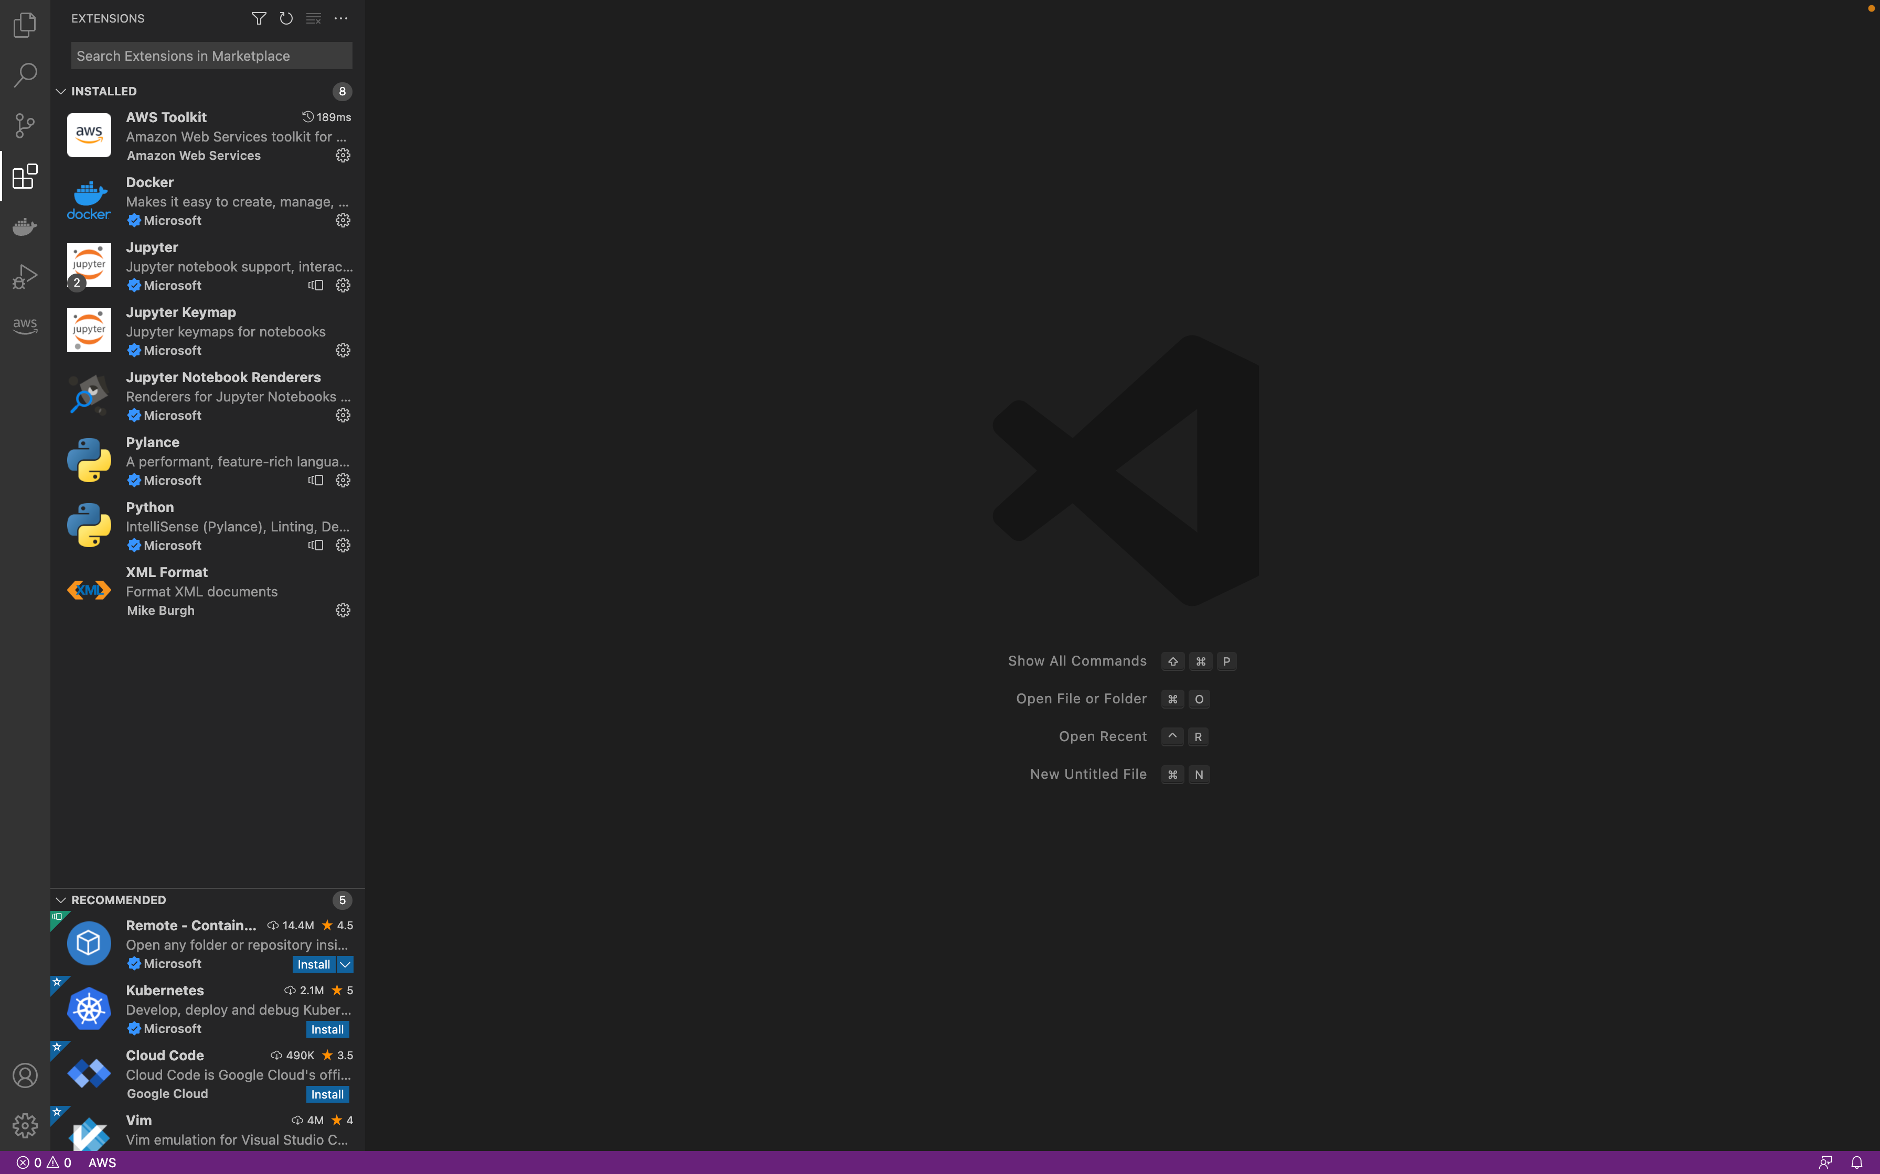 EXTENSIONS
Search Extensions in Marketplace
INSTALLED 8
aws
AWS Toolkit 189ms
Amazon Web Services toolkit for ...
Amazon Web Services
docker
Docker
Makes it easy to create, manage, ...
Microsoft
jupyter
2
Jupyter
Jupyter notebook support, interac...
Microsoft
aws
jupyter
Jupyter Keymap
Jupyter keymaps for notebooks
Microsoft
Jupyter Notebook Renderers
Renderers for Jupyter Notebooks ...
Microsoft
Pylance
A performant, feature-rich langua...
Microsoft
Python
IntelliSense (Pylance), Linting, De...
Microsoft
XML
XML Format
Format XML documents
Mike Burgh
Show All Commands ⇧ ⌘ P
Open File or Folder ⌘ O
Open Recent ^ R
New Untitled File ⌘ N
RECOMMENDED 5
Remote - Contain... 14.4M ★ 4.5
Open any folder or repository insi...
Microsoft Install
Kubernetes 2.1M ★ 5
Develop, deploy and debug Kuber...
Microsoft Install
Cloud Code 490K ★ 3.5
Cloud Code is Google Cloud's offi...
Google Cloud Install
Vim 4M ★ 4
Vim emulation for Visual Studio C...
0 0 AWS